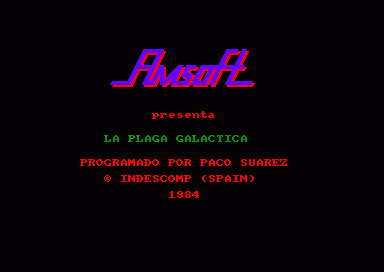 Amsoft
presenta
LA PLAGA GALACTICA
PROGRAMADO POR PACO SUAREZ
© INDESCOMP (SPAIN)
1984